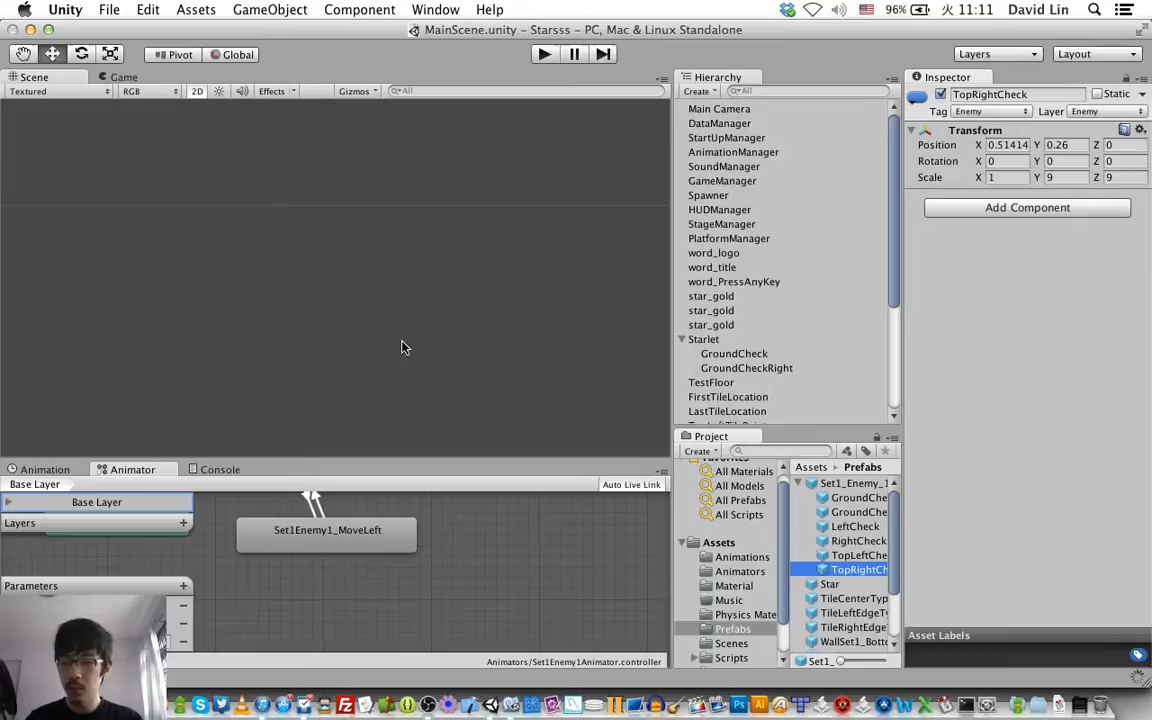 Unity File Edit Assets GameObject Component Window Help 96% 火 11:11 David Lin
MainScene.unity - Starsss - PC, Mac & Linux Standalone
Pivot Global Layers Layout
Scene Game Hierarchy Inspector
Textured RGB 2D Effects Gizmos All Create All TopRightCheck Static
Tag Enemy Layer Enemy
Main Camera
DataManager
StartUpManager
AnimationManager
SoundManager
GameManager
Spawner
HUDManager
StageManager
PlatformManager
word_logo
word_title
word_PressAnyKey
star_gold
star_gold
star_gold
Starlet
GroundCheck
GroundCheckRight
TestFloor
FirstTileLocation
LastTileLocation
Transform
Position X 0.51414 Y 0.26 Z 0
Rotation X 0 Y 0 Z 0
Scale X 1 Y 9 Z 9
Add Component
Project
Create
Favorites
All Materials
All Models
All Prefabs
All Scripts
Assets
Animations
Animators
Material
Music
Physics Mate
Prefabs
Scenes
Scripts
Assets Prefabs
Set1_Enemy_1
GroundChe
GroundChe
LeftCheck
RightCheck
TopLeftChe
TopRightCh
Star
TileCenterTyp
TileLeftEdgeT
TileRightEdge
WallSet1_Bott
Set1_
Asset Labels
Animation Animator Console
Base Layer Auto Live Link
Base Layer
Layers
Parameters
Set1Enemy1_MoveLeft
Animators/Set1Enemy1Animator.controller